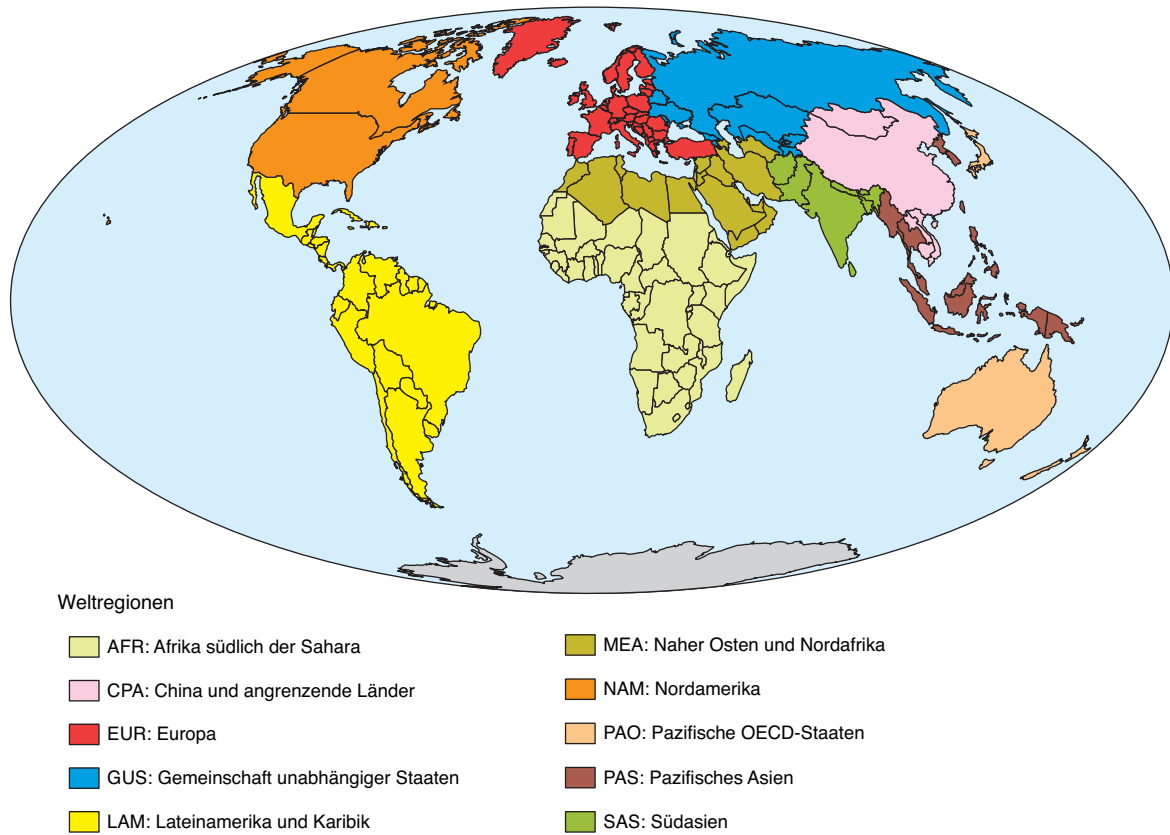 Weltregionen
AFR: Afrika südlich der Sahara
CPA: China und angrenzende Länder
EUR: Europa
GUS: Gemeinschaft unabhängiger Staaten
LAM: Lateinamerika und Karibik
MEA: Naher Osten und Nordafrika
NAM: Nordamerika
PAO: Pazifische OECD-Staaten
PAS: Pazifisches Asien
SAS: Südasien